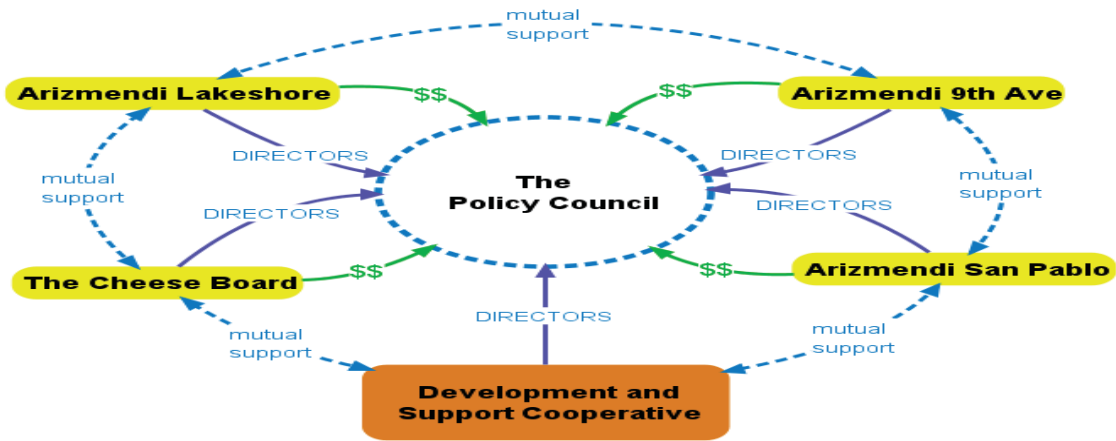 mutual
support
Arizmendi Lakeshore
$$
$$
Arizmendi 9th Ave
DIRECTORS
DIRECTORS
mutual
support
The
Policy Council
mutual
support
DIRECTORS
DIRECTORS
The Cheese Board
$$
$$
Arizmendi San Pablo
DIRECTORS
mutual
support
mutual
support
Development and
Support Cooperative